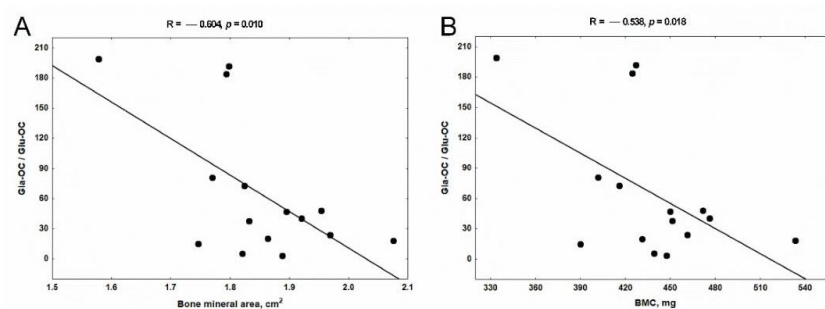 A
R = — 0.604, p = 0.010
210
180
150
120
90
60
30
0
Gla-OC / Glu-OC
1.5 1.6 1.7 1.8 1.9 2.0 2.1
Bone mineral area, cm²
B
R = — 0.538, p = 0.018
210
180
150
120
90
60
30
0
Gla-OC / Glu-OC
330 360 390 420 450 480 510 540
BMC, mg